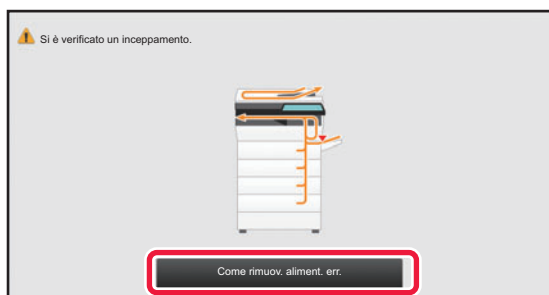 Si è verificato un inceppamento.
Come rimuov. aliment. err.